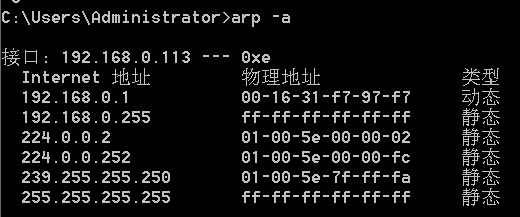 C:\Users\Administrator>arp -a
接口: 192.168.0.113 --- 0xe
Internet 地址 物理地址 类型
192.168.0.1 00-16-31-f7-97-f7 动态
192.168.0.255 ff-ff-ff-ff-ff-ff 静态
224.0.0.2 01-00-5e-00-00-02 静态
224.0.0.252 01-00-5e-00-00-fc 静态
239.255.255.250 01-00-5e-7f-ff-fa 静态
255.255.255.255 ff-ff-ff-ff-ff-ff 静态